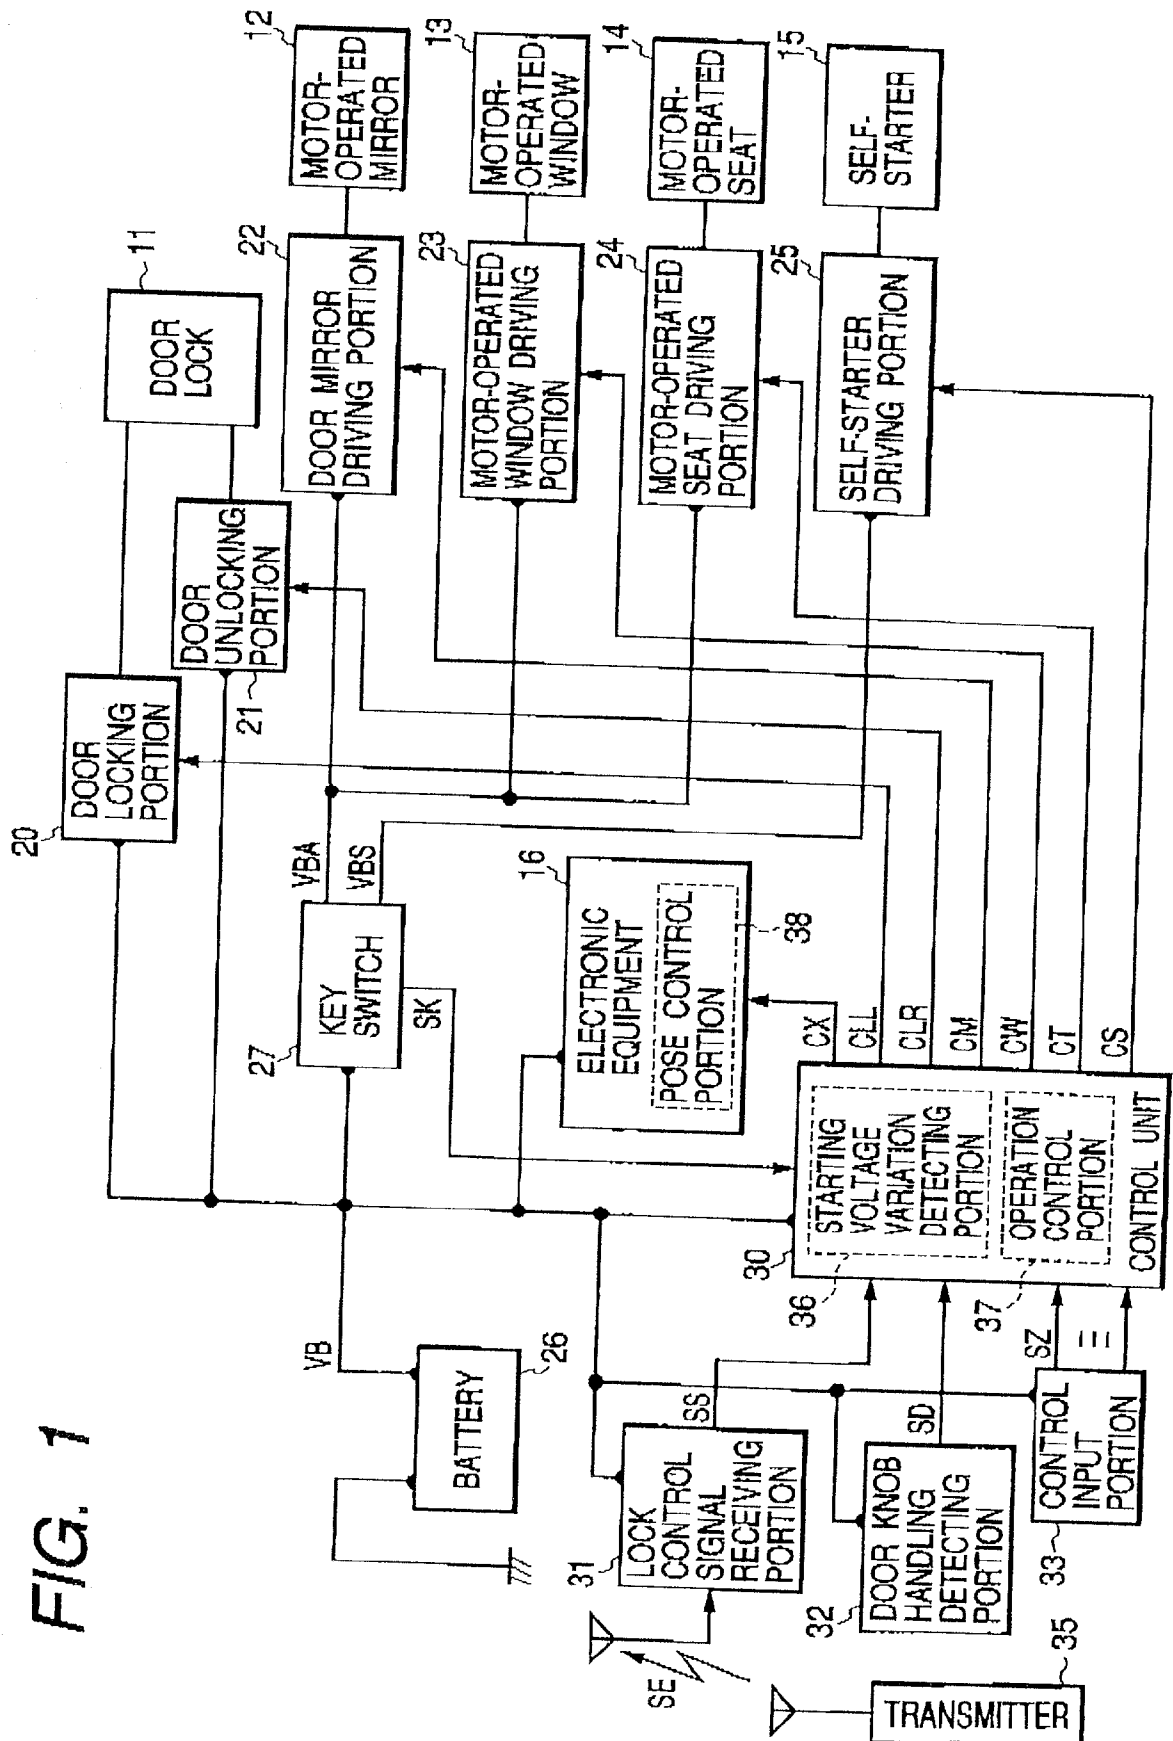 FIG. 1
12
MOTOR-
OPERATED
MIRROR
13
MOTOR-
OPERATED
WINDOW
14
MOTOR-
OPERATED
SEAT
15
SELF-
STARTER
11
DOOR
LOCK
22
DOOR MIRROR
DRIVING PORTION
23
MOTOR-OPERATED
WINDOW DRIVING
PORTION
24
MOTOR-OPERATED
SEAT DRIVING
PORTION
25
SELF-STARTER
DRIVING PORTION
20
DOOR
LOCKING
PORTION
21
DOOR
UNLOCKING
PORTION
27
KEY
SWITCH
VBA
VBS
SK
16
ELECTRONIC
EQUIPMENT
POSE CONTROL
PORTION
38
CX
CLL
CLR
CM
CW
CT
CS
30
STARTING
VOLTAGE
VARIATION
DETECTING
PORTION
36
OPERATION
CONTROL
PORTION
37
CONTROL UNIT
VB
BATTERY
26
31
LOCK
CONTROL
SIGNAL
RECEIVING
PORTION
SS
32
DOOR KNOB
HANDLING
DETECTING
PORTION
SD
33
CONTROL
INPUT
PORTION
SZ
SE
TRANSMITTER
35